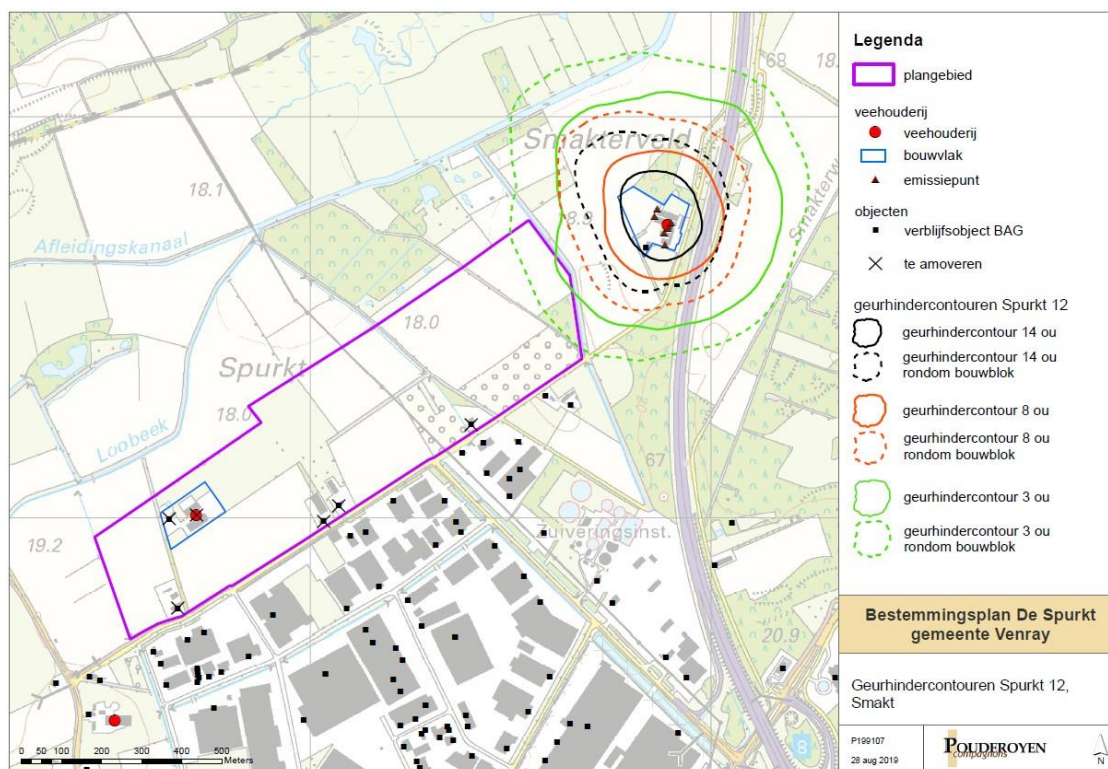 Smakterveld
18.1
8.9
Afleidingskanaal
18.0
Spurkt
18.0
Loobeek
19.2
67
68
18.
Zuiveringsinst.
20.9
8
0 50 100 200 300 400 500
Meters
Legenda
plangebied
veehouderij
veehouderij
bouwvlak
emissiepunt
objecten
verblijfsobject BAG
te amoveren
geurhindercontouren Spurkt 12
geurhindercontour 14 ou
geurhindercontour 14 ou
rondom bouwblok
geurhindercontour 8 ou
geurhindercontour 8 ou
rondom bouwblok
geurhindercontour 3 ou
geurhindercontour 3 ou
rondom bouwblok
Bestemmingsplan De Spurkt
gemeente Venray
Geurhindercontouren Spurkt 12,
Smakt
P199107
28 aug 2019
POUDEROYEN
compagnons
N